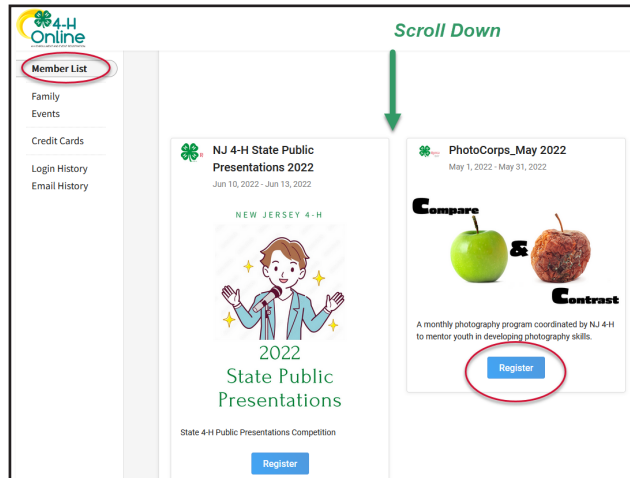 4-H
Online
Scroll Down
Member List
Family
Events
Credit Cards
Login History
Email History
NJ 4-H State Public
Presentations 2022
Jun 10, 2022 - Jun 13, 2022
NEW JERSEY 4-H
2022
State Public
Presentations
State 4-H Public Presentations Competition
Register
PhotoCorps_May 2022
May 1, 2022 - May 31, 2022
Compare
&
Contrast
A monthly photography program coordinated by NJ 4-H
to mentor youth in developing photography skills.
Register